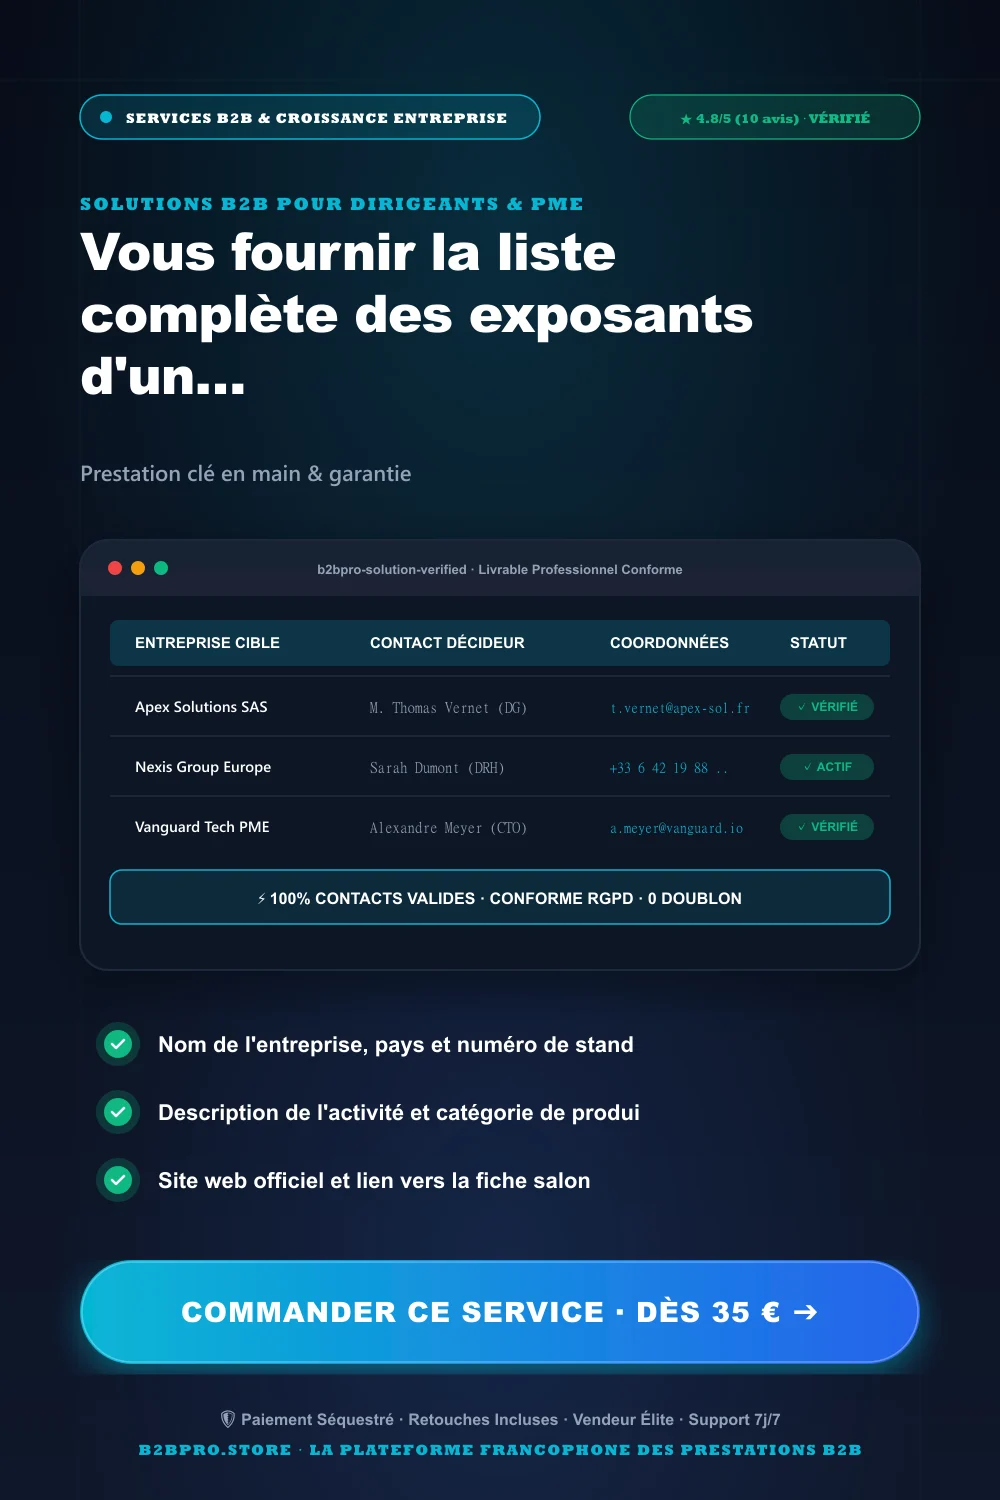 SERVICES B2B & CROISSANCE ENTREPRISE
★ 4.8/5 (10 avis) · VÉRIFIÉ
SOLUTIONS B2B POUR DIRIGEANTS & PME
Vous fournir la liste
complète des exposants
d'un...
Prestation clé en main & garantie
b2bpro-solution-verified · Livrable Professionnel Conforme
ENTREPRISE CIBLE CONTACT DÉCIDEUR COORDONNÉES STATUT
Apex Solutions SAS M. Thomas Vernet (DG) t.vernet@apex-sol.fr ✓ VÉRIFIÉ
Nexis Group Europe Sarah Dumont (DRH) +33 6 42 19 88 .. ✓ ACTIF
Vanguard Tech PME Alexandre Meyer (CTO) a.meyer@vanguard.io ✓ VÉRIFIÉ
⚡ 100% CONTACTS VALIDES · CONFORME RGPD · 0 DOUBLON
Nom de l'entreprise, pays et numéro de stand
Description de l'activité et catégorie de produi
Site web officiel et lien vers la fiche salon
COMMANDER CE SERVICE · DÈS 35 € →
🛡 Paiement Séquestré · Retouches Incluses · Vendeur Élite · Support 7j/7
B2BPRO.STORE · LA PLATEFORME FRANCOPHONE DES PRESTATIONS B2B